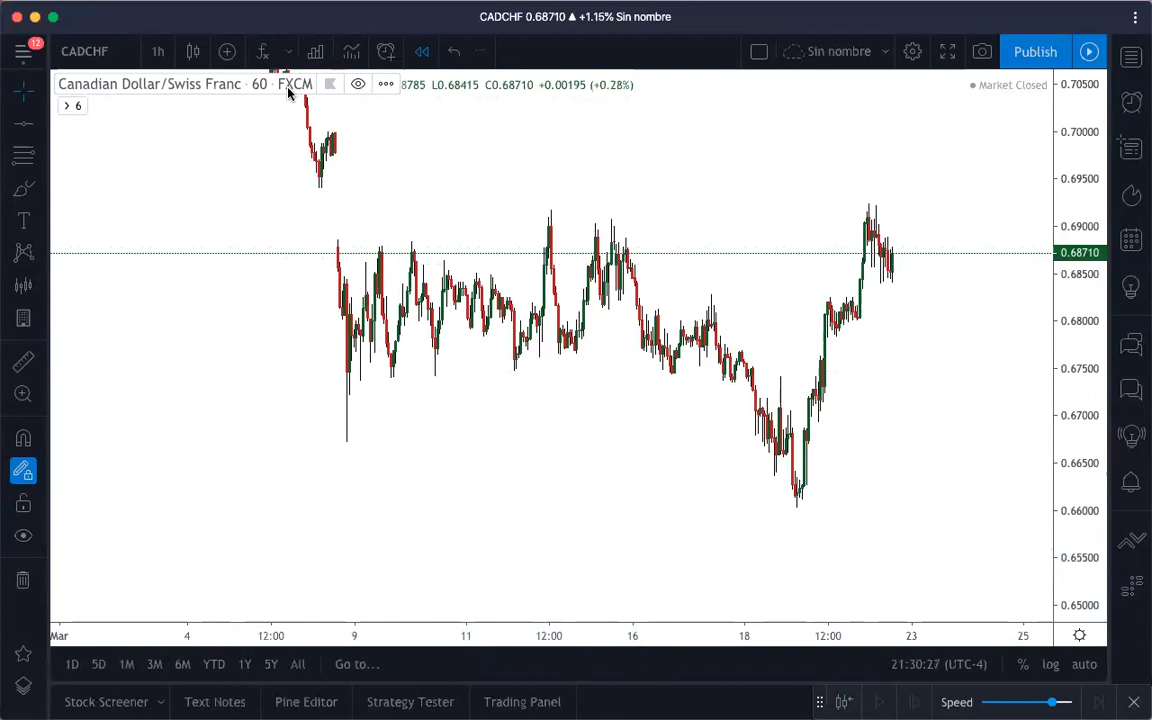 CADCHF 0.68710 ▲ +1.15% Sin nombre
12
CADCHF
1h
Sin nombre
Publish
Canadian Dollar/Swiss Franc · 60 · FXCM
8785 L0.68415 C0.68710 +0.00195 (+0.28%)
Market Closed
6
0.70500
0.70000
0.69500
0.69000
0.68710
0.68500
0.68000
0.67500
0.67000
0.66500
0.66000
0.65500
0.65000
Mar
4
12:00
9
11
12:00
16
18
12:00
23
25
1D 5D 1M 3M 6M YTD 1Y 5Y All
Go to...
21:30:27 (UTC-4)
% log auto
Stock Screener
Text Notes
Pine Editor
Strategy Tester
Trading Panel
Speed